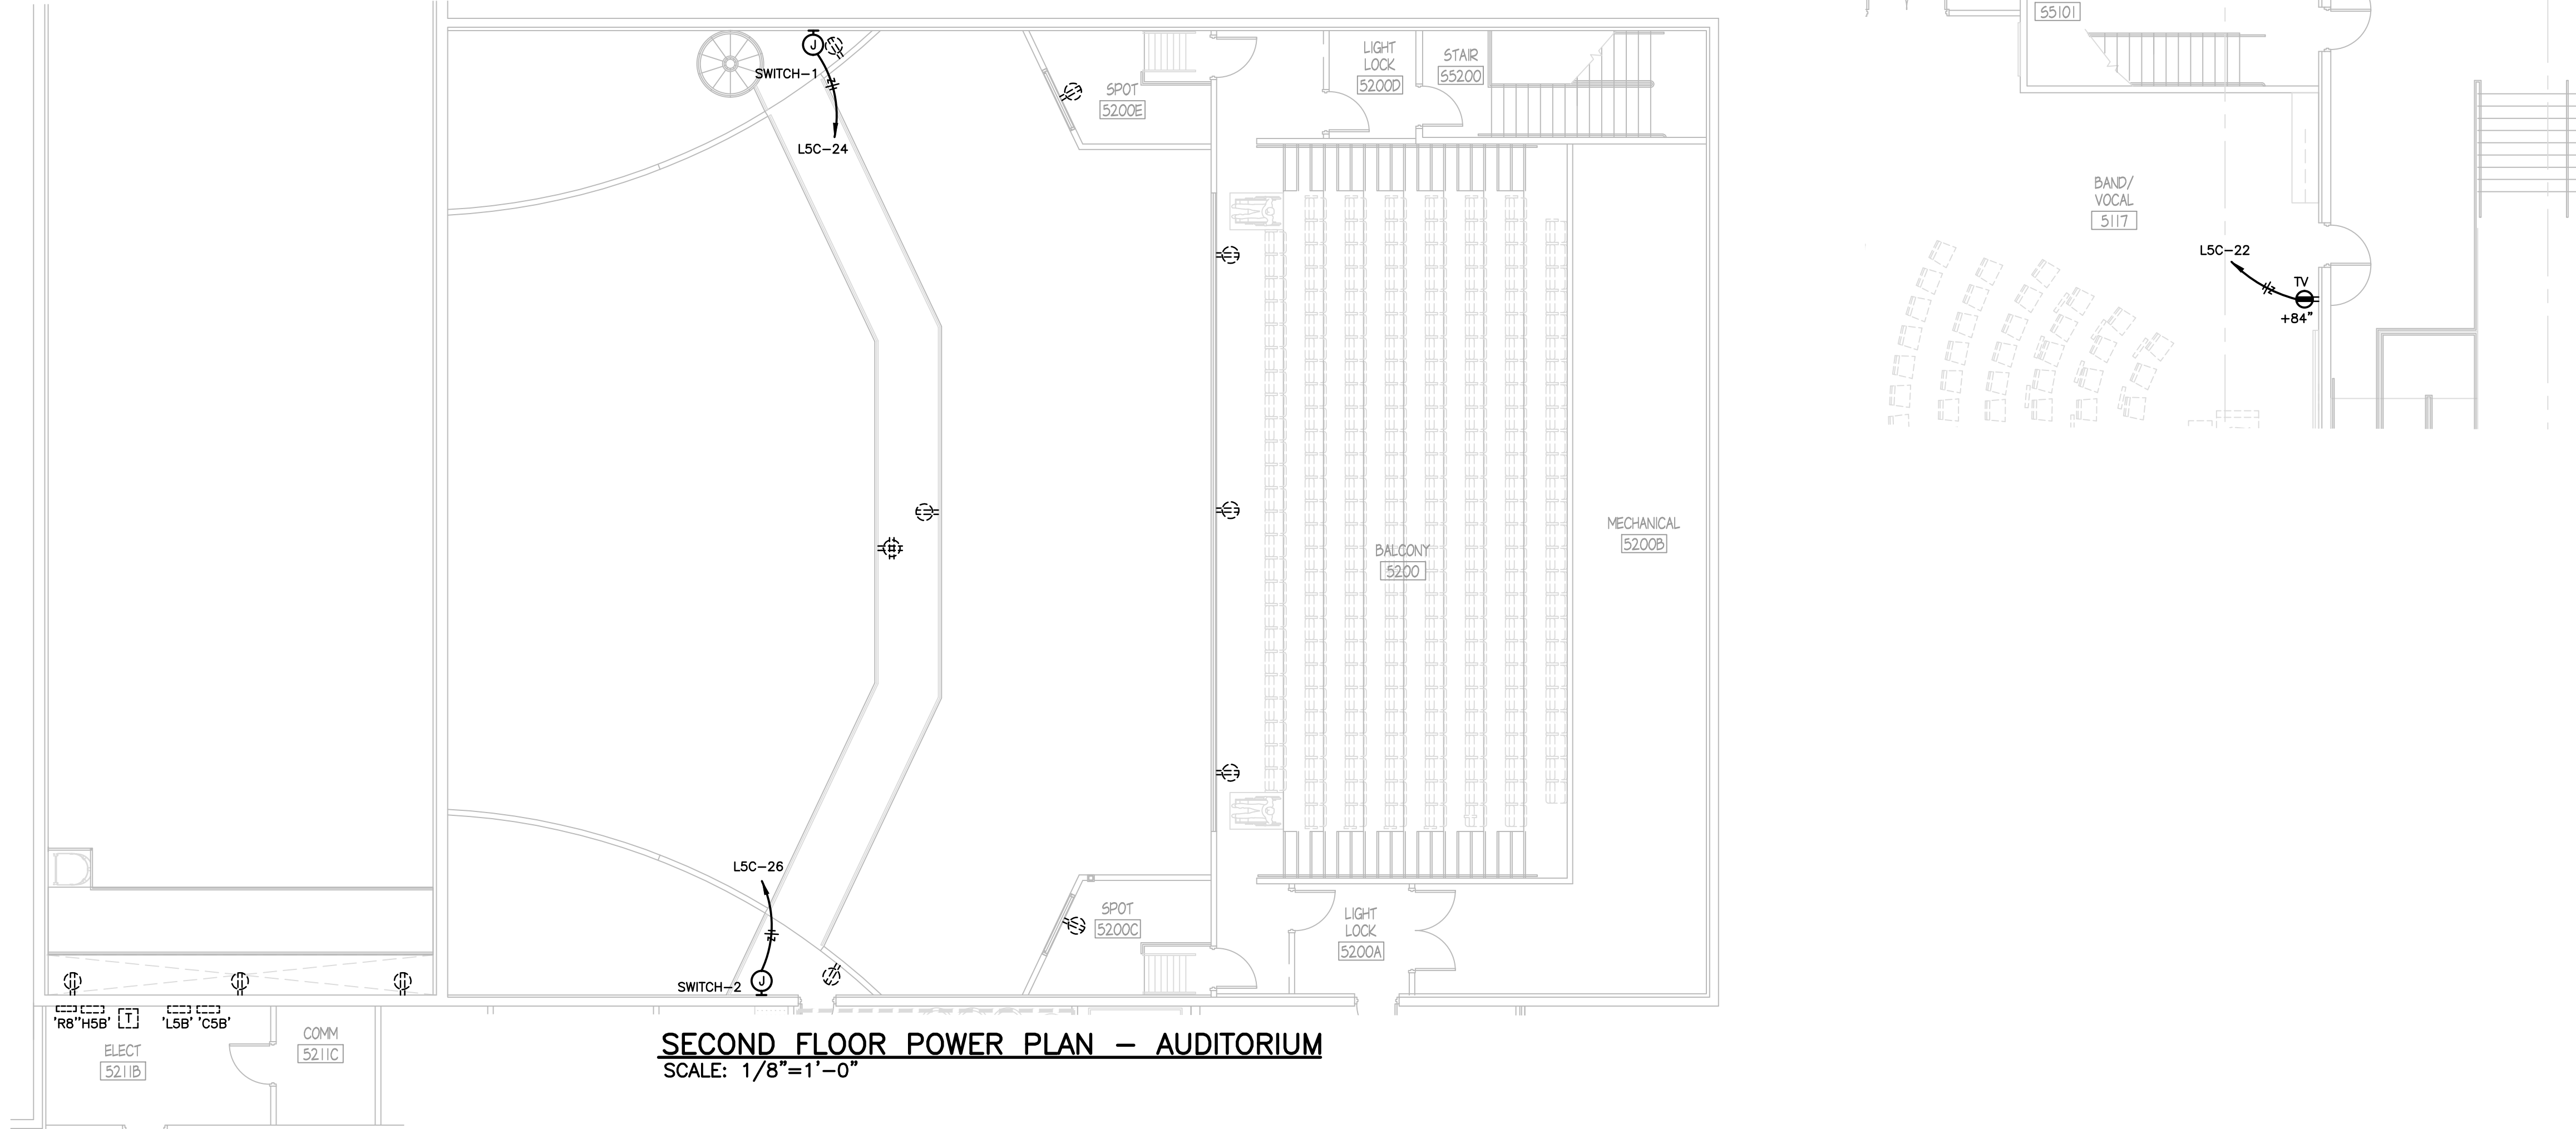 S5101
J
SWITCH-1
L5C-24
SPOT
5200E
LIGHT
LOCK
5200D
STAIR
S5200
BAND/
VOCAL
5117
L5C-22
TV
+84"
MECHANICAL
5200B
BALCONY
5200
L5C-26
SPOT
5200C
LIGHT
LOCK
5200A
J
SWITCH-2
'R8' 'H5B'
T
'L5B' 'C5B'
ELECT
5211B
COMM
5211C
SECOND FLOOR POWER PLAN - AUDITORIUM
SCALE: 1/8"=1'-0"